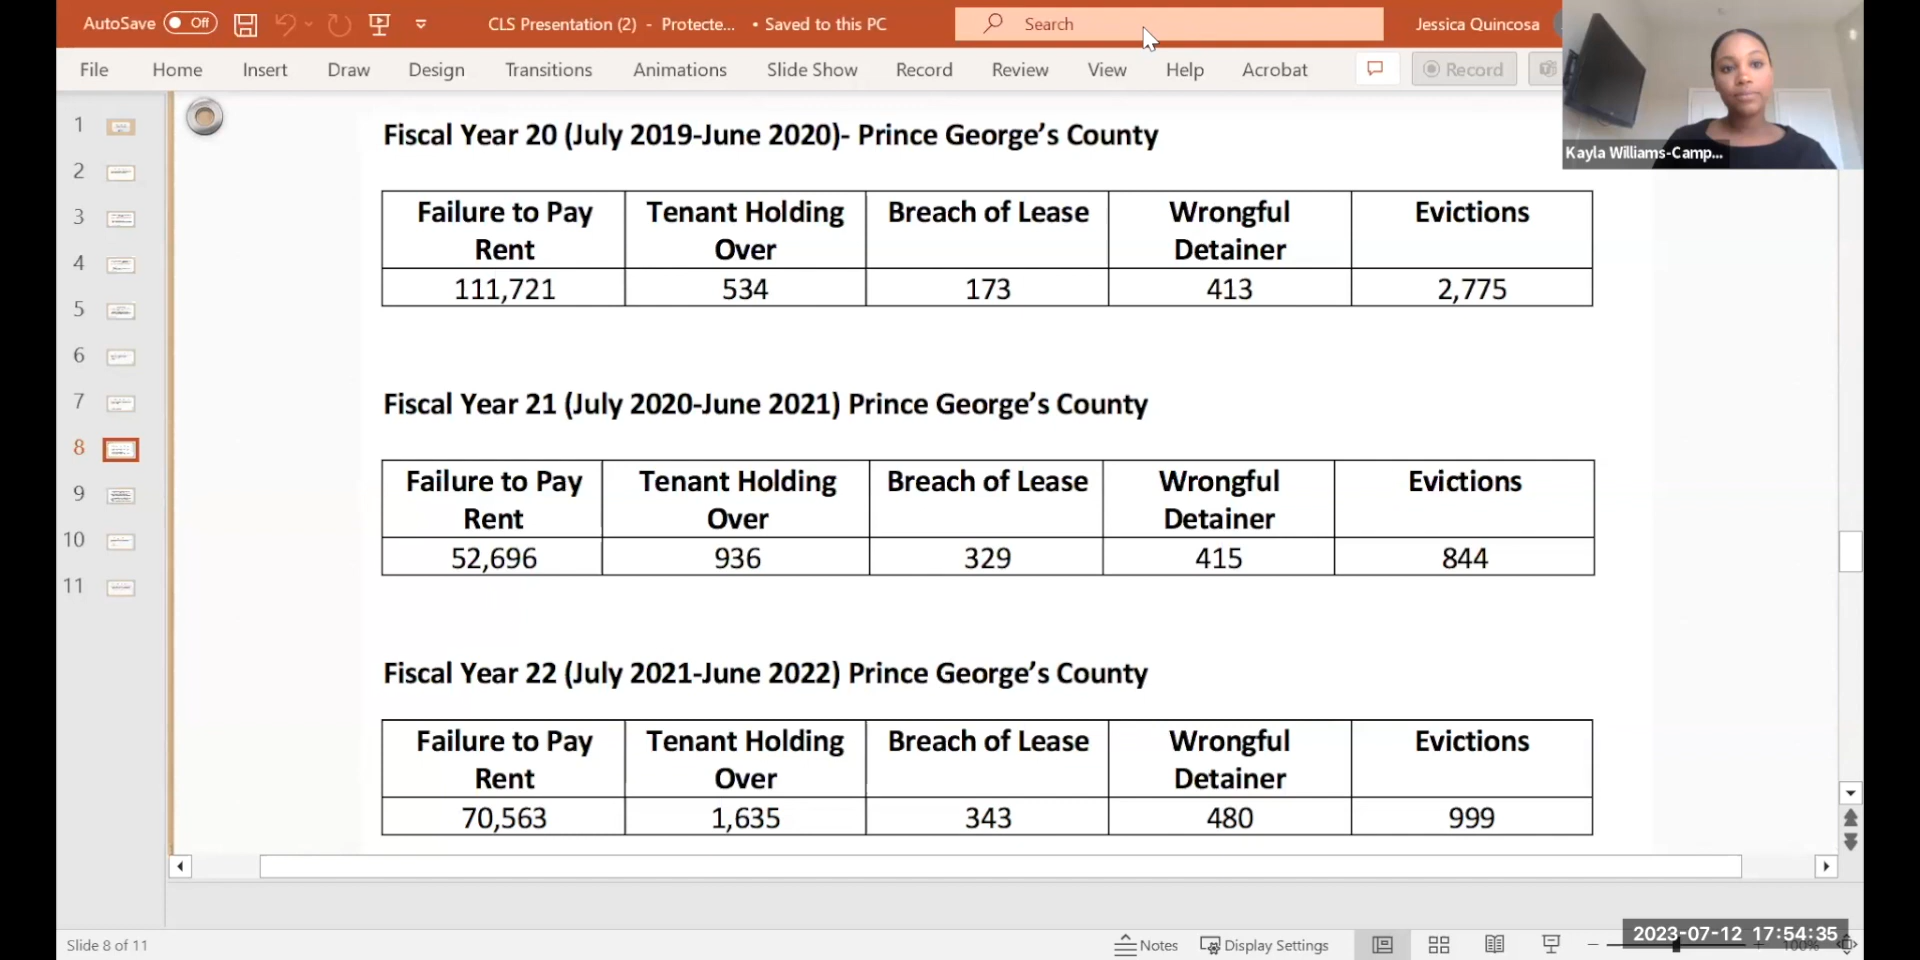 AutoSave Off CLS Presentation (2) - Protecte... • Saved to this PC Search Jessica Quincosa
File Home Insert Draw Design Transitions Animations Slide Show Record Review View Help Acrobat Record
Kayla Williams-Camp...
1
2
3
4
5
6
7
8
9
10
11
Fiscal Year 20 (July 2019-June 2020)- Prince George's County
Failure to Pay Rent Tenant Holding Over Breach of Lease Wrongful Detainer Evictions
111,721 534 173 413 2,775
Fiscal Year 21 (July 2020-June 2021) Prince George's County
Failure to Pay Rent Tenant Holding Over Breach of Lease Wrongful Detainer Evictions
52,696 936 329 415 844
Fiscal Year 22 (July 2021-June 2022) Prince George's County
Failure to Pay Rent Tenant Holding Over Breach of Lease Wrongful Detainer Evictions
70,563 1,635 343 480 999
Slide 8 of 11 Notes Display Settings 100%
2023-07-12 17:54:35